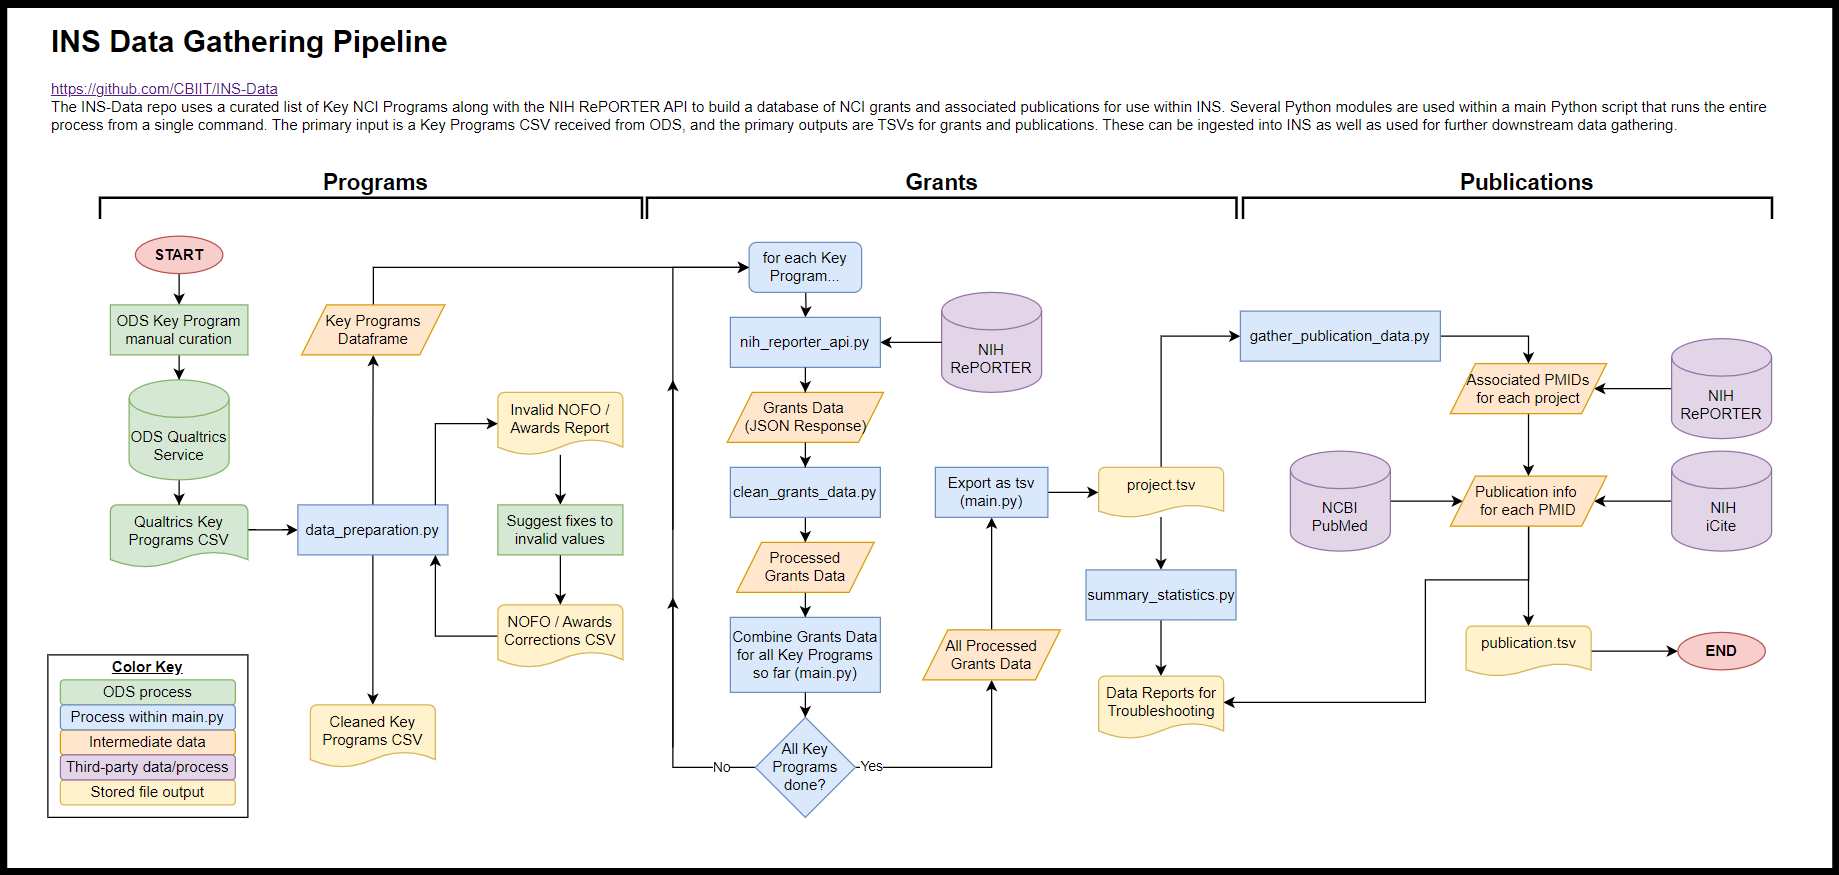 INS Data Gathering Pipeline
https://github.com/CBIIT/INS-Data
The INS-Data repo uses a curated list of Key NCI Programs along with the NIH RePORTER API to build a database of NCI grants and associated publications for use within INS. Several Python modules are used within a main Python script that runs the entire
process from a single command. The primary input is a Key Programs CSV received from ODS, and the primary outputs are TSVs for grants and publications. These can be ingested into INS as well as used for further downstream data gathering.
Programs
Grants
Publications
START
ODS Key Program
manual curation
ODS Qualtrics
Service
Qualtrics Key
Programs CSV
Key Programs
Dataframe
data_preparation.py
Invalid NOFO /
Awards Report
Suggest fixes to
invalid values
NOFO / Awards
Corrections CSV
Cleaned Key
Programs CSV
Color Key
ODS process
Process within main.py
Intermediate data
Third-party data/process
Stored file output
for each Key
Program...
nih_reporter_api.py
NIH
RePORTER
Grants Data
(JSON Response)
clean_grants_data.py
Processed
Grants Data
Combine Grants Data
for all Key Programs
so far (main.py)
All Key
Programs
done?
No
Yes
All Processed
Grants Data
Export as tsv
(main.py)
project.tsv
summary_statistics.py
Data Reports for
Troubleshooting
gather_publication_data.py
Associated PMIDs
for each project
NIH
RePORTER
Publication info
for each PMID
NCBI
PubMed
NIH
iCite
publication.tsv
END